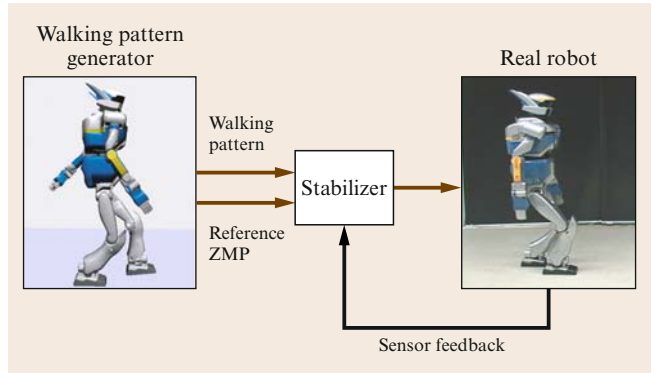 Walking pattern
generator
Real robot
Walking
pattern
Stabilizer
Reference
ZMP
Sensor feedback